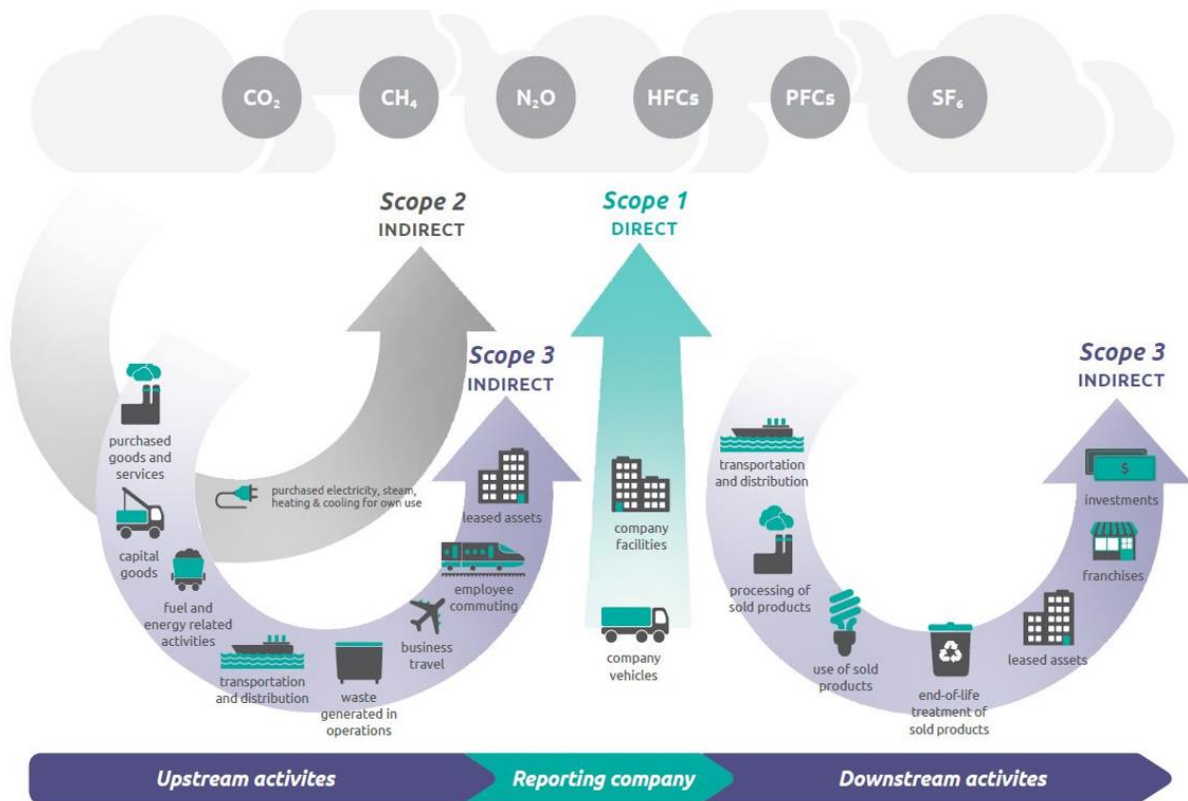 CO₂ CH₄ N₂O HFCs PFCs SF₆
Scope 2
INDIRECT
Scope 1
DIRECT
Scope 3
INDIRECT
Scope 3
INDIRECT
purchased
goods and
services
capital
goods
fuel and
energy related
activities
transportation
and distribution
waste
generated in
operations
business
travel
employee
commuting
leased assets
purchased electricity, steam,
heating & cooling for own use
company
facilities
company
vehicles
transportation
and distribution
processing of
sold products
use of sold
products
end-of-life
treatment of
sold products
leased assets
franchises
$
investments
Upstream activites
Reporting company
Downstream activites